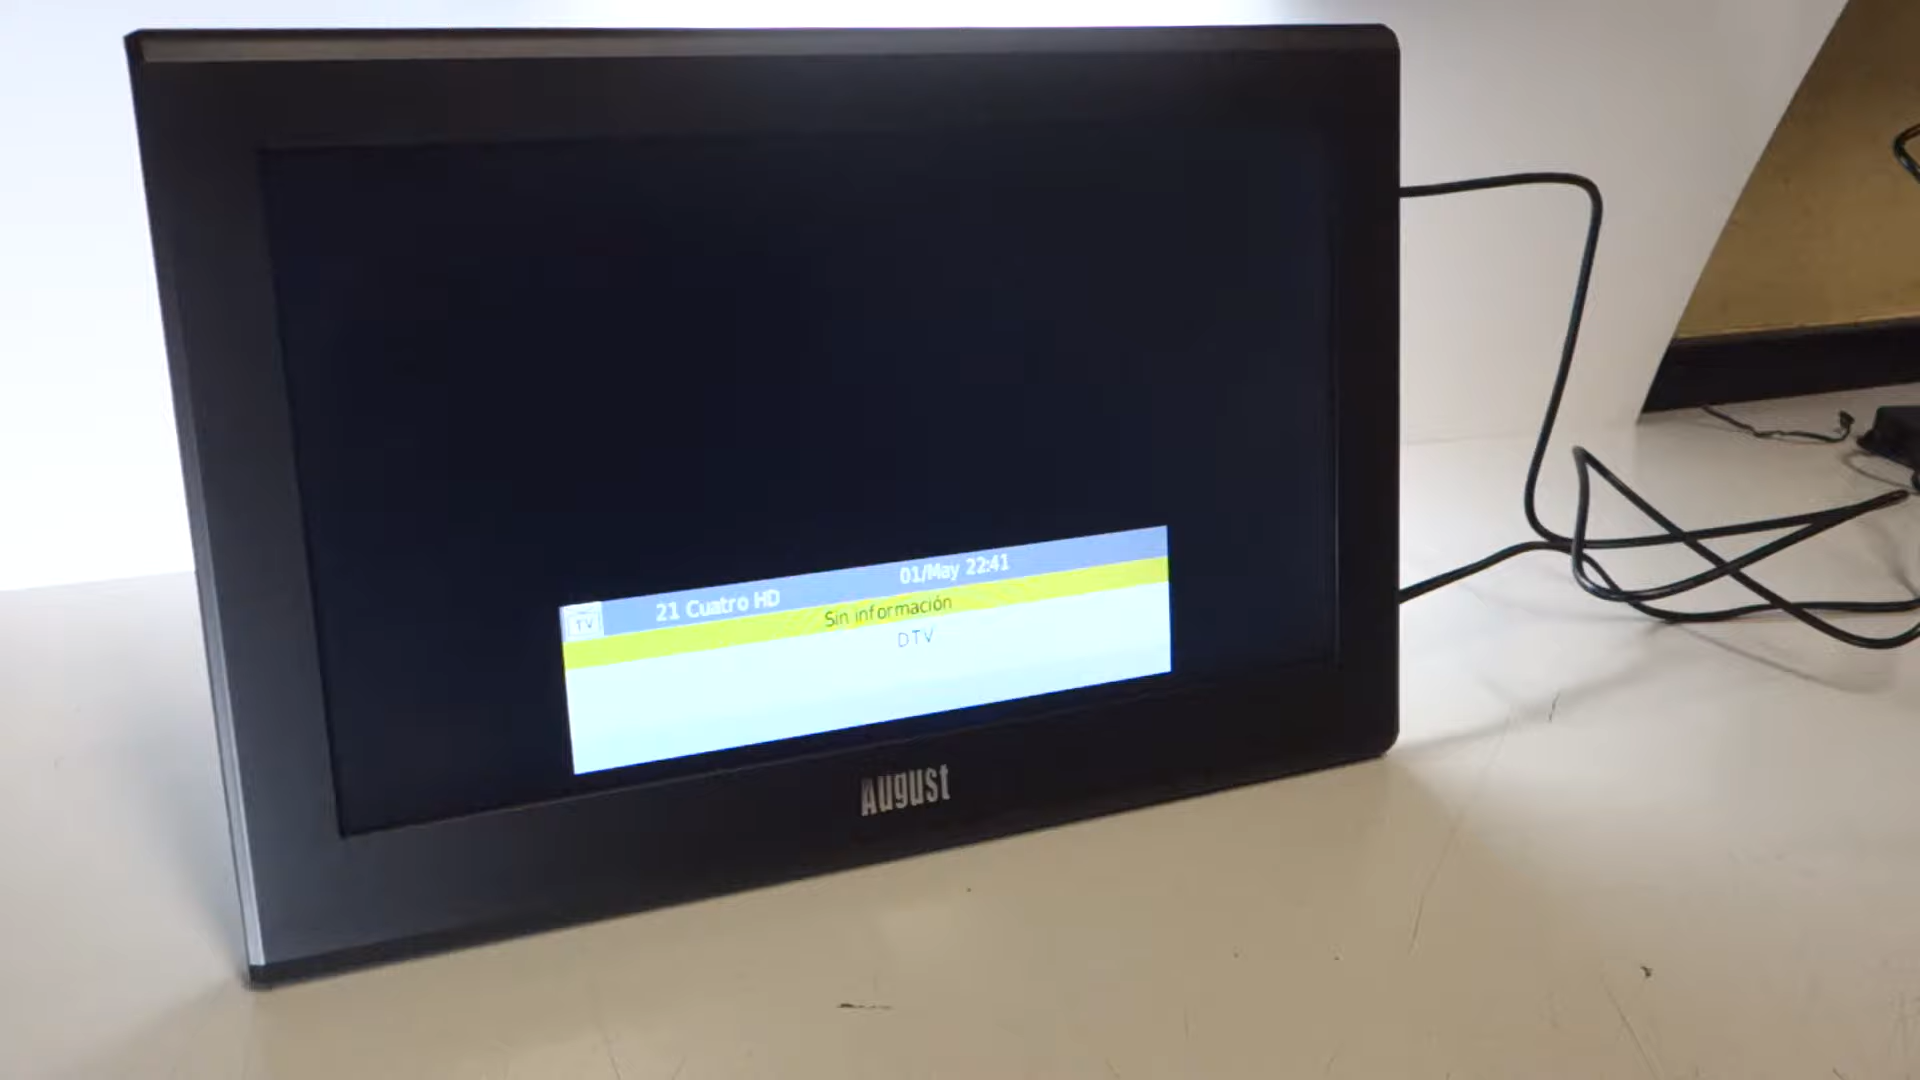 TV 21 Cuatro HD 01/May 22:41
Sin información
DTV
August